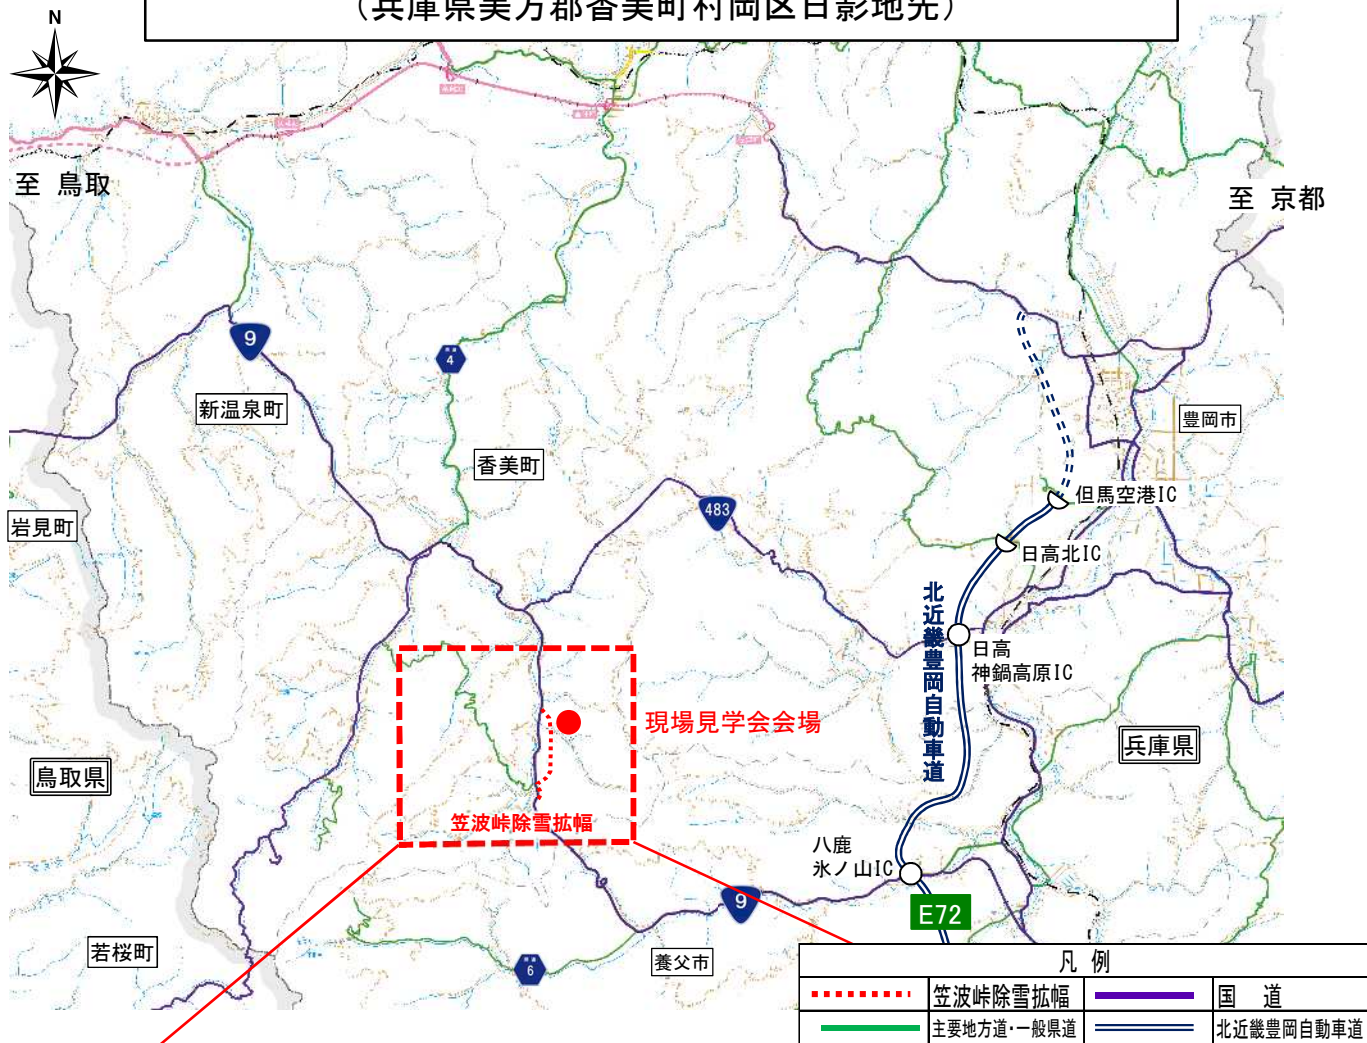 (兵庫県美方郡香美町村岡区日影地先)
N
至 鳥取
至 京都
9
4
新温泉町
豊岡市
香美町
483
但馬空港IC
岩見町
日高北IC
北近畿豊岡自動車道
日高
神鍋高原IC
現場見学会会場
兵庫県
鳥取県
笠波峠除雪拡幅
八鹿
氷ノ山IC
9
E72
若桜町
養父市
6
凡 例
笠波峠除雪拡幅
国 道
主要地方道・一般県道
北近畿豊岡自動車道